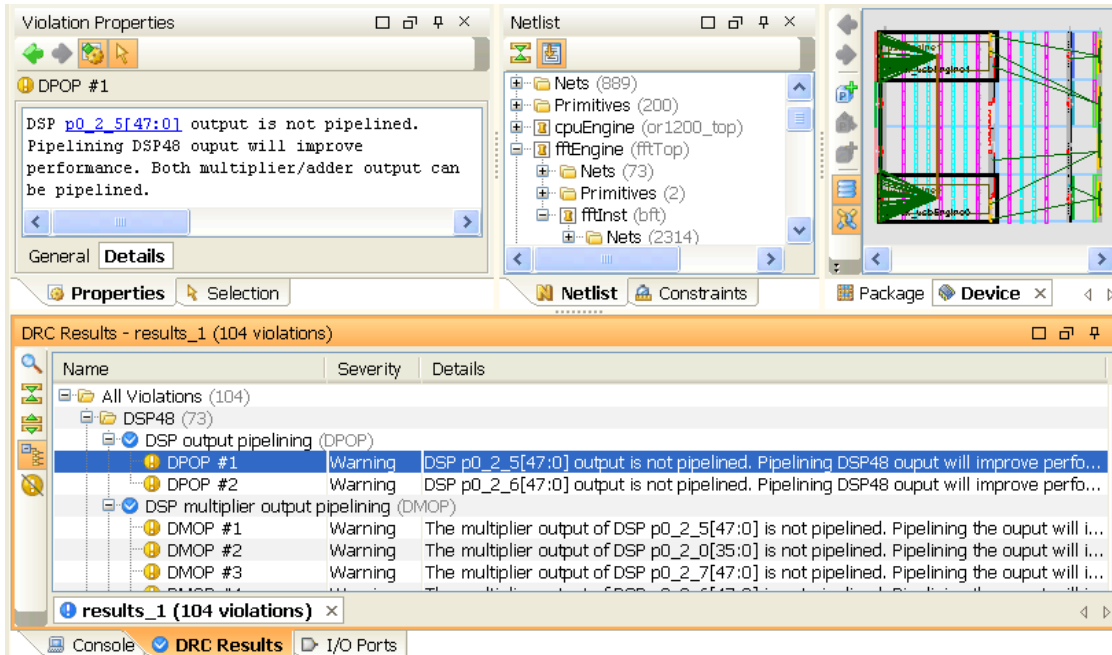 Violation Properties
DPOP #1
DSP p0_2_5[47:0] output is not pipelined.
Pipelining DSP48 ouput will improve
performance. Both multiplier/adder output can
be pipelined.
General Details
Properties Selection
Netlist
Nets (889)
Primitives (200)
cpuEngine (or1200_top)
fftEngine (fftTop)
Nets (73)
Primitives (2)
fftInst (bft)
Nets (2314)
Netlist Constraints
Package Device
DRC Results - results_1 (104 violations)
Name Severity Details
All Violations (104)
DSP48 (73)
DSP output pipelining (DPOP)
DPOP #1 Warning DSP p0_2_5[47:0] output is not pipelined. Pipelining DSP48 ouput will improve perfo...
DPOP #2 Warning DSP p0_2_6[47:0] output is not pipelined. Pipelining DSP48 ouput will improve perfo...
DSP multiplier output pipelining (DMOP)
DMOP #1 Warning The multiplier output of DSP p0_2_5[47:0] is not pipelined. Pipelining the ouput will i...
DMOP #2 Warning The multiplier output of DSP p0_2_0[35:0] is not pipelined. Pipelining the ouput will i...
DMOP #3 Warning The multiplier output of DSP p0_2_7[47:0] is not pipelined. Pipelining the ouput will i...
results_1 (104 violations)
Console DRC Results I/O Ports